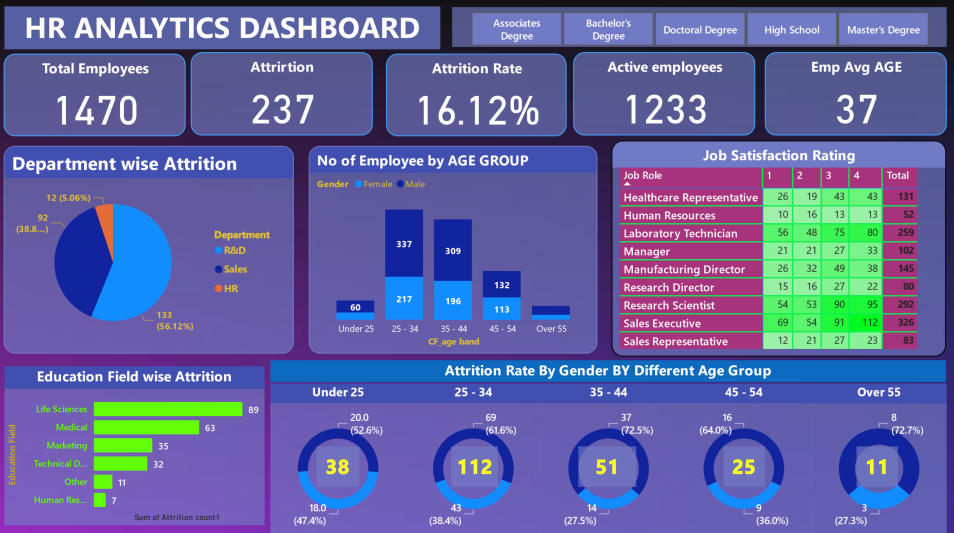 HR ANALYTICS DASHBOARD
Associates
Degree
Bachelor's
Degree
Doctoral Degree
High School
Master's Degree
Total Employees
1470
Attrirtion
237
Attrition Rate
16.12%
Active employees
1233
Emp Avg AGE
37
Department wise Attrition
12 (5.06%)
92
(38.8...)
133
(56.12%)
Department
R&D
Sales
HR
No of Employee by AGE GROUP
Gender Female Male
60
337
217
309
196
132
113
Under 25 25 - 34 35 - 44 45 - 54 Over 55
CF_age band
Job Satisfaction Rating
Job Role 1 2 3 4 Total
Healthcare Representative 26 19 43 43 131
Human Resources 10 16 13 13 52
Laboratory Technician 56 48 75 80 259
Manager 21 21 27 33 102
Manufacturing Director 26 32 49 38 145
Research Director 15 16 27 22 80
Research Scientist 54 53 90 95 292
Sales Executive 69 54 91 112 326
Sales Representative 12 21 27 23 83
Education Field wise Attrition
Education Field
Life Sciences 89
Medical 63
Marketing 35
Technical D... 32
Other 11
Human Res... 7
Sum of Attrition count1
Attrition Rate By Gender BY Different Age Group
Under 25
20.0
(52.6%)
38
18.0
(47.4%)
25 - 34
69
(61.6%)
112
43
(38.4%)
35 - 44
37
(72.5%)
51
14
(27.5%)
45 - 54
16
(64.0%)
25
9
(36.0%)
Over 55
8
(72.7%)
11
3
(27.3%)